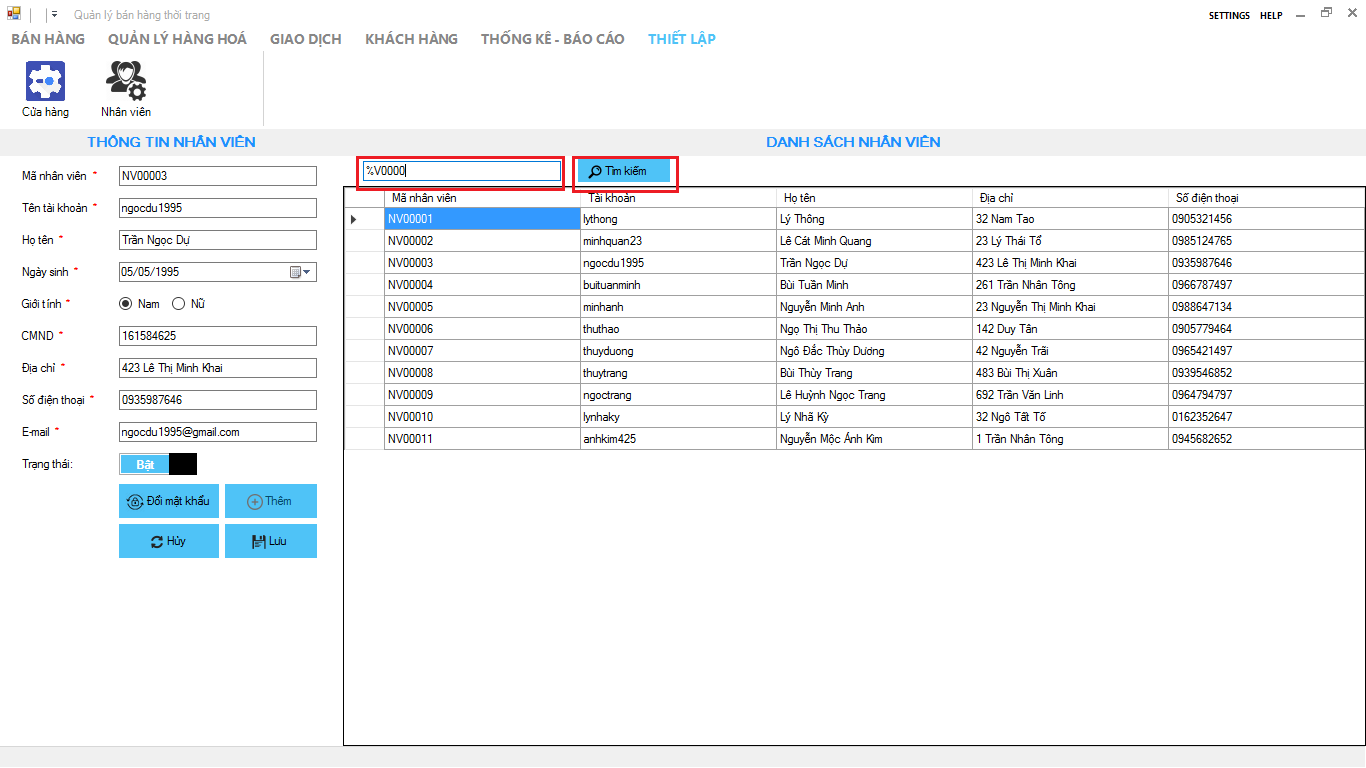 Quản lý bán hàng thời trang
SETTINGS HELP
BÁN HÀNG QUẢN LÝ HÀNG HOÁ GIAO DỊCH KHÁCH HÀNG THỐNG KÊ - BÁO CÁO THIẾT LẬP
Cửa hàng Nhân viên
THÔNG TIN NHÂN VIÊN
Mã nhân viên * NV00003
Tên tài khoản * ngocdu1995
Họ tên * Trần Ngọc Dự
Ngày sinh * 05/05/1995
Giới tính * Nam Nữ
CMND * 161584625
Địa chỉ * 423 Lê Thị Minh Khai
Số điện thoại * 0935987646
E-mail * ngocdu1995@gmail.com
Trạng thái: Bật
Đổi mật khẩu Thêm
Hủy Lưu
DANH SÁCH NHÂN VIÊN
%V0000 Tìm kiếm
Mã nhân viên Tài khoản Họ tên Địa chỉ Số điện thoại
NV00001 lythong Lý Thông 32 Nam Tao 0905321456
NV00002 minhquan23 Lê Cát Minh Quang 23 Lý Thái Tổ 0985124765
NV00003 ngocdu1995 Trần Ngọc Dự 423 Lê Thị Minh Khai 0935987646
NV00004 buituanminh Bùi Tuấn Minh 261 Trần Nhân Tông 0966787497
NV00005 minhanh Nguyễn Minh Anh 23 Nguyễn Thị Minh Khai 0988647134
NV00006 thuthao Ngọ Thị Thu Thảo 142 Duy Tân 0905779464
NV00007 thuyduong Ngô Đắc Thùy Dương 42 Nguyễn Trãi 0965421497
NV00008 thuytrang Bùi Thùy Trang 483 Bùi Thị Xuân 0939546852
NV00009 ngoctrang Lê Huỳnh Ngọc Trang 692 Trần Văn Linh 0964794797
NV00010 lynhaky Lý Nhã Kỳ 32 Ngô Tất Tố 0162352647
NV00011 anhkim425 Nguyễn Mộc Ánh Kim 1 Trần Nhân Tông 0945682652